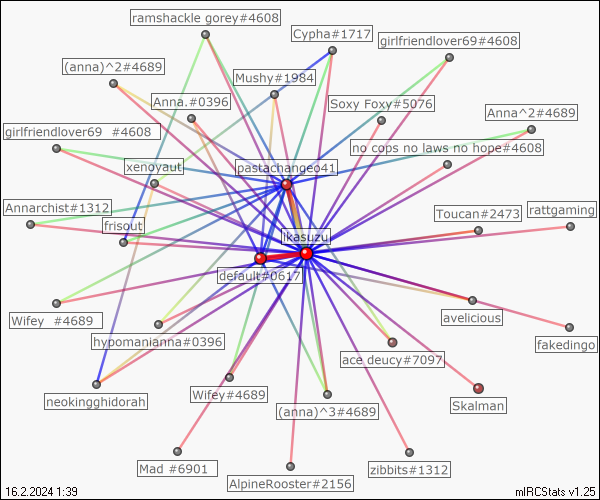 ramshackle gorey#4608
Cypha#1717
girlfriendlover69#4608
(anna)^2#4689
Mushy#1984
Anna.#0396
Soxy Foxy#5076
Anna^2#4689
girlfriendlover69 #4608
no cops no laws no hope#4608
xenoyaut
pastachangeo41
Annarchist#1312
frisout
Toucan#2473
rattgaming
ikasuzu
default#0617
Wifey #4689
avelicious
hypomanianna#0396
ace deucy#7097
fakedingo
neokingghidorah
Wifey#4689
(anna)^3#4689
Skalman
Mad #6901
AlpineRooster#2156
zibbits#1312
16.2.2024 1:39
mIRCStats v1.25